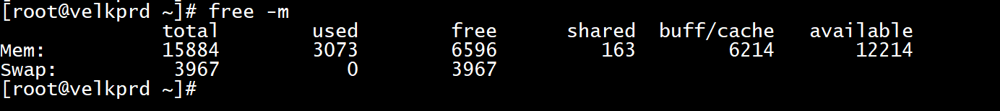 [root@velkprd ~]# free -m
              total        used        free      shared  buff/cache   available
Mem:          15884        3073        6596         163        6214       12214
Swap:          3967           0        3967
[root@velkprd ~]#